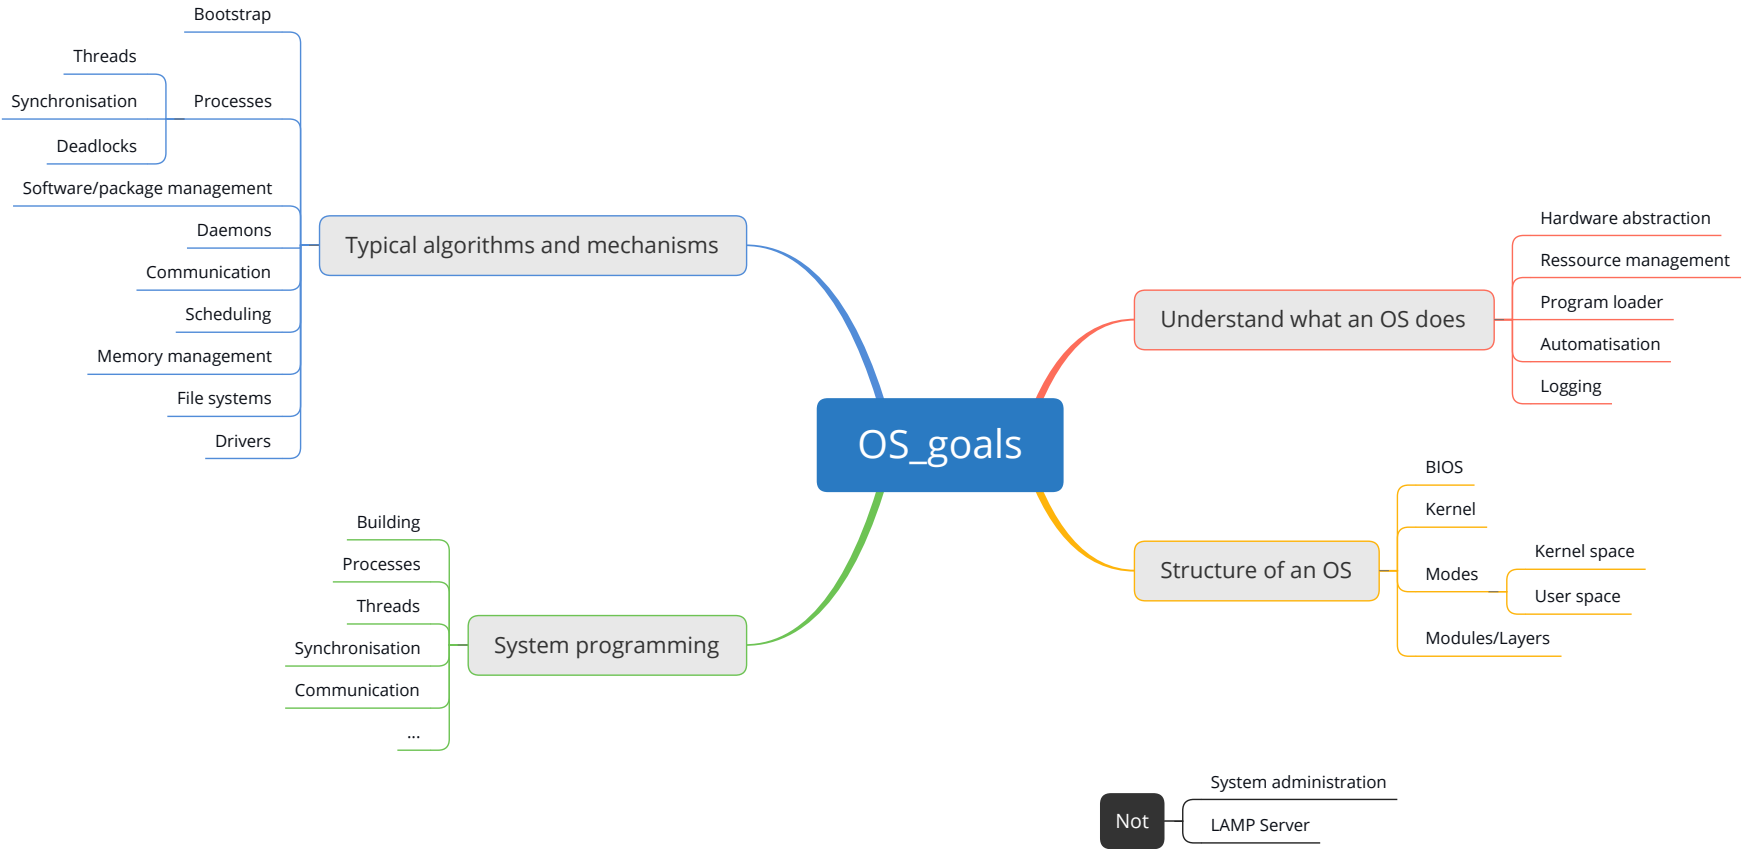 OS_goals
Understand what an OS does
Hardware abstraction
Ressource management
Program loader
Automatisation
Logging
Structure of an OS
BIOS
Kernel
Modes
Kernel space
User space
Modules/Layers
Typical algorithms and mechanisms
Bootstrap
Processes
Threads
Synchronisation
Deadlocks
Software/package management
Daemons
Communication
Scheduling
Memory management
File systems
Drivers
System programming
Building
Processes
Threads
Synchronisation
Communication
...
Not
System administration
LAMP Server